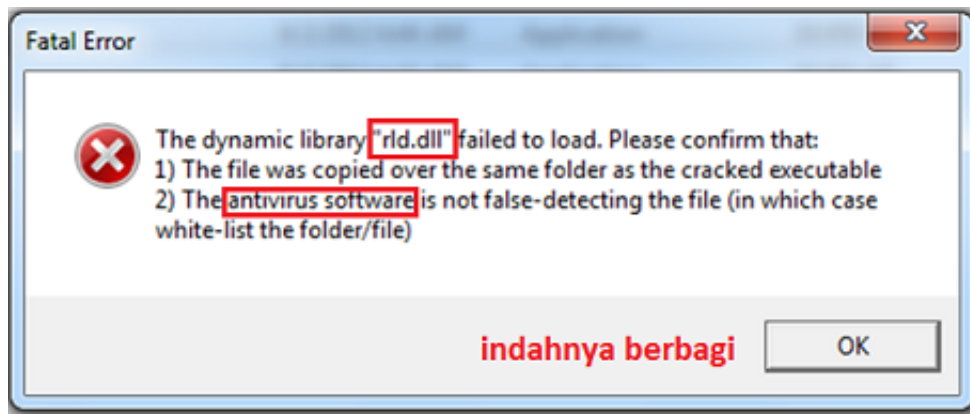 Fatal Error
The dynamic library "rld.dll" failed to load. Please confirm that:
1) The file was copied over the same folder as the cracked executable
2) The antivirus software is not false-detecting the file (in which case
white-list the folder/file)
indahnya berbagi
OK